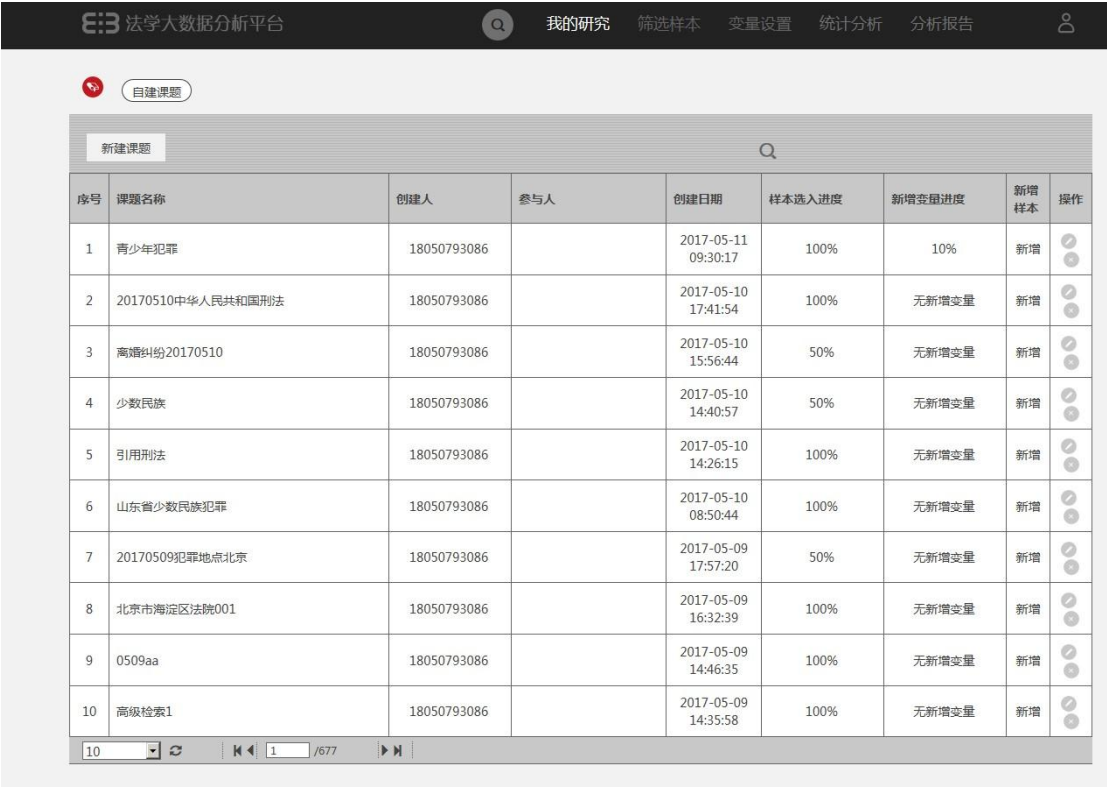 法学大数据分析平台 我的研究 筛选样本 变量设置 统计分析 分析报告
自建课题
新建课题
序号 课题名称 创建人 参与人 创建日期 样本选入进度 新增变量进度 新增样本 操作
1 青少年犯罪 18050793086 2017-05-11 09:30:17 100% 10% 新增
2 20170510中华人民共和国刑法 18050793086 2017-05-10 17:41:54 100% 无新增变量 新增
3 离婚纠纷20170510 18050793086 2017-05-10 15:56:44 50% 无新增变量 新增
4 少数民族 18050793086 2017-05-10 14:40:57 50% 无新增变量 新增
5 引用刑法 18050793086 2017-05-10 14:26:15 100% 无新增变量 新增
6 山东省少数民族犯罪 18050793086 2017-05-10 08:50:44 100% 无新增变量 新增
7 20170509犯罪地点北京 18050793086 2017-05-09 17:57:20 50% 无新增变量 新增
8 北京市海淀区法院001 18050793086 2017-05-09 16:32:39 100% 无新增变量 新增
9 0509aa 18050793086 2017-05-09 14:46:35 100% 无新增变量 新增
10 高级检索1 18050793086 2017-05-09 14:35:58 100% 无新增变量 新增
10 1 /677